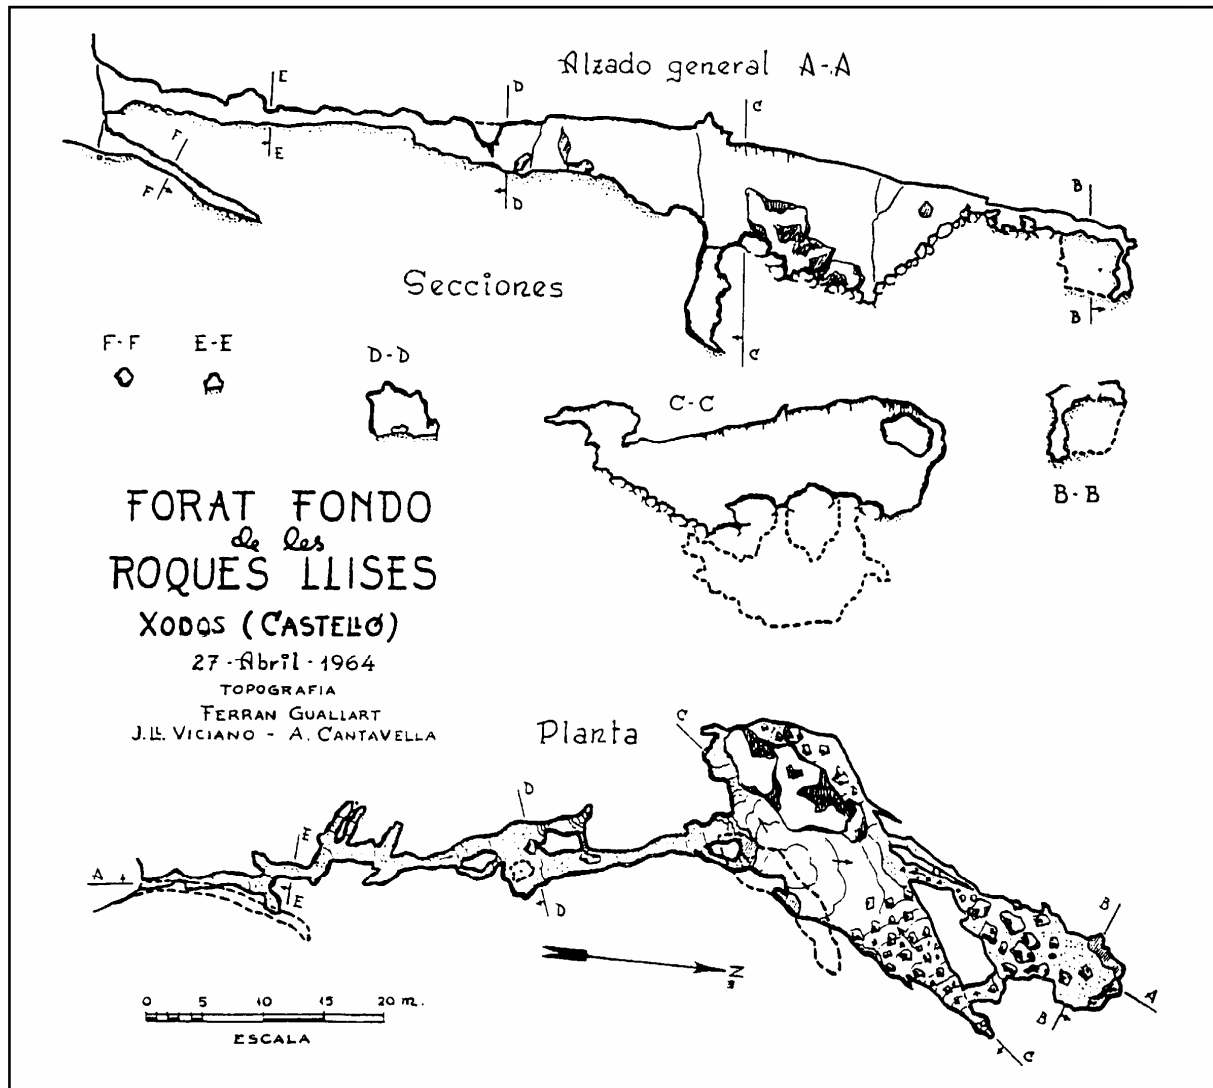 Alzado general A-A
E
D
C
B
F
F
E
D
C
B
Secciones
F-F
E-E
D-D
C-C
B-B
FORAT FONDO
de les
ROQUES LLISES
XODOS (CASTELLÓ)
27-Abril-1964
TOPOGRAFIA
FERRAN GUALLART
J.LL. VICIANO - A. CANTAVELLA
Planta
C
D
E
A
E
D
B
A
B
C
N
0 5 10 15 20 m.
ESCALA